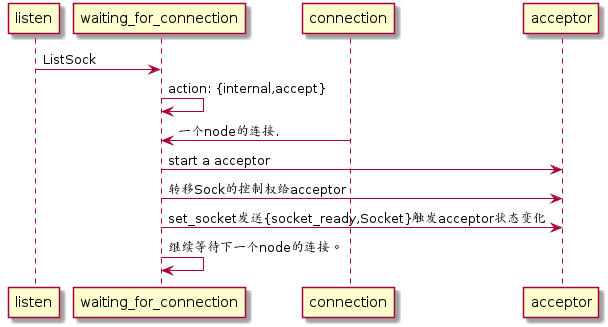 listen waiting_for_connection connection acceptor
ListSock
action: {internal,accept}
一个node的连接.
start a acceptor
转移Sock的控制权给acceptor
set_socket发送{socket_ready,Socket}触发acceptor状态变化
继续等待下一个node的连接。
listen waiting_for_connection connection acceptor